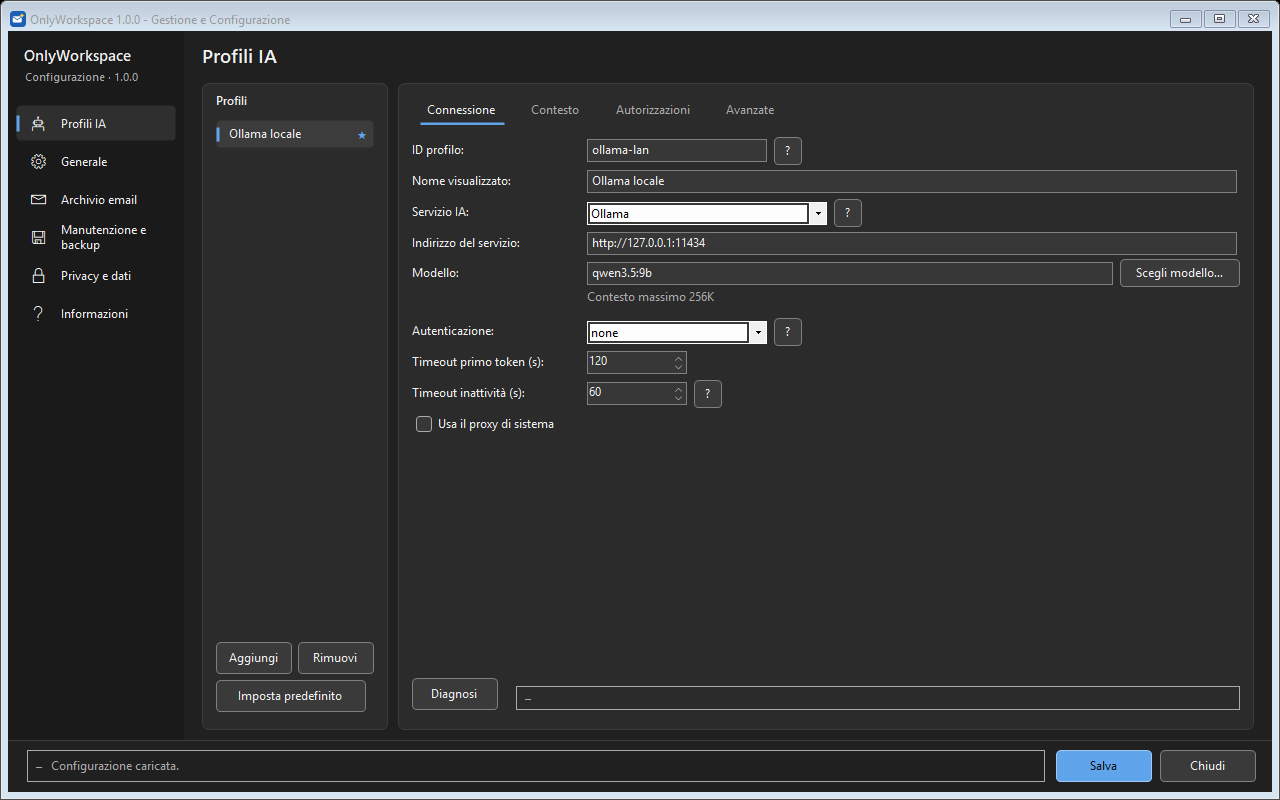 OnlyWorkspace 1.0.0 - Gestione e Configurazione
OnlyWorkspace
Configurazione · 1.0.0
Profili IA
Generale
Archivio email
Manutenzione e
backup
Privacy e dati
Informazioni
Profili IA
Profili
Ollama locale ★
Aggiungi Rimuovi
Imposta predefinito
Connessione Contesto Autorizzazioni Avanzate
ID profilo: ollama-lan ?
Nome visualizzato: Ollama locale
Servizio IA: Ollama ?
Indirizzo del servizio: http://127.0.0.1:11434
Modello: qwen3.5:9b Scegli modello...
Contesto massimo 256K
Autenticazione: none ?
Timeout primo token (s): 120
Timeout inattività (s): 60 ?
Usa il proxy di sistema
Diagnosi –
– Configurazione caricata.
Salva Chiudi